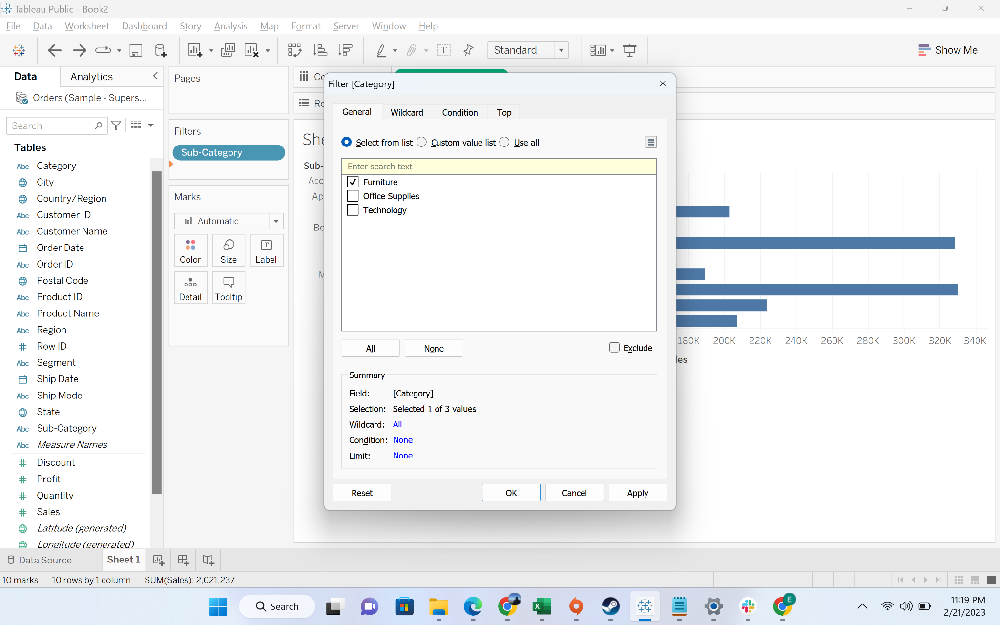 Tableau Public - Book2
File Data Worksheet Dashboard Story Analysis Map Format Server Window Help
Standard
Show Me
Data
Analytics
Orders (Sample - Supers...
Search
Tables
Abc Category
City
Country/Region
Abc Customer ID
Abc Customer Name
Order Date
Abc Order ID
Postal Code
Abc Product ID
Abc Product Name
Abc Region
# Row ID
Abc Segment
Ship Date
Abc Ship Mode
State
Abc Sub-Category
Abc Measure Names
# Discount
# Profit
# Quantity
# Sales
Latitude (generated)
Longitude (generated)
Pages
Filters
Sub-Category
Marks
Automatic
Color Size Label
Detail Tooltip
Co
Ro
She
Sub-
Acc
Ap
Bo
M
Filter [Category]
General Wildcard Condition Top
Select from list Custom value list Use all
Enter search text
Furniture
Office Supplies
Technology
All None Exclude
Summary
Field: [Category]
Selection: Selected 1 of 3 values
Wildcard: All
Condition: None
Limit: None
Reset OK Cancel Apply
180K 200K 220K 240K 260K 280K 300K 320K 340K
les
Data Source Sheet 1
10 marks 10 rows by 1 column SUM(Sales): 2,021,237
Search
E
11:19 PM
2/21/2023